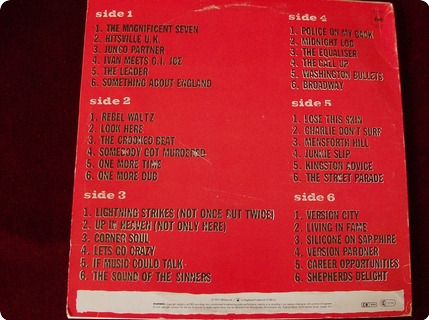 side 1
1. THE MAGNIFICENT SEVEN
2. HITSVILLE U.K.
3. JUNCO PARTNER
4. IVAN MEETS G.I. JOE
5. THE LEADER
6. SOMETHING ABOUT ENGLAND
side 2
1. REBEL WALTZ
2. LOOK HERE
3. THE CROOKED BEAT
4. SOMEBODY GOT MURDERED
5. ONE MORE TIME
6. ONE MORE DUB
side 3
1. LIGHTNING STRIKES (NOT ONCE BUT TWICE)
2. UP IN HEAVEN (NOT ONLY HERE)
3. CORNER SOUL
4. LETS GO CRAZY
5. IF MUSIC COULD TALK
6. THE SOUND OF THE SINNERS
side 4
1. POLICE ON MY BACK
2. MIDNIGHT LOG
3. THE EQUALISER
4. THE CALL UP
5. WASHINGTON BULLETS
6. BROADWAY
side 5
1. LOSE THIS SKIN
2. CHARLIE DON'T SURF
3. MENSFORTH HILL
4. JUNKIE SLIP
5. KINGSTON ADVICE
6. THE STREET PARADE
side 6
1. VERSION CITY
2. LIVING IN FAME
3. SILICONE ON SAPPHIRE
4. VERSION PARDNER
5. CAREER OPPORTUNITIES
6. SHEPHERDS DELIGHT